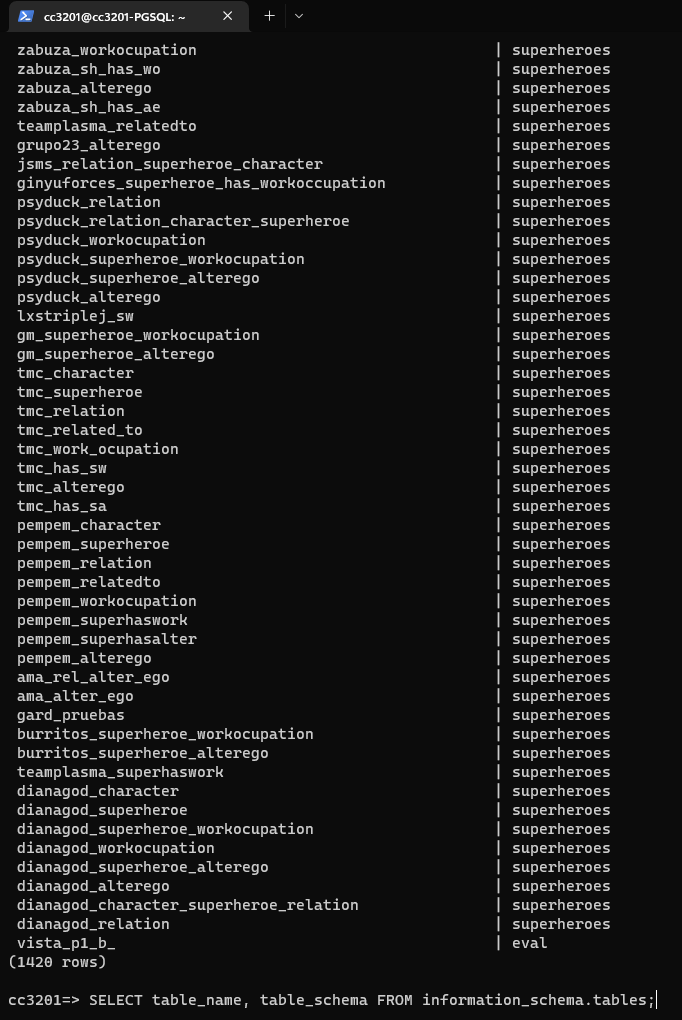 cc3201@cc3201-PGSQL: ~
zabuza_workocupation | superheroes
zabuza_sh_has_wo | superheroes
zabuza_alterego | superheroes
zabuza_sh_has_ae | superheroes
teamplasma_relatedto | superheroes
grupo23_alterego | superheroes
jsms_relation_superheroe_character | superheroes
ginyuforces_superheroe_has_workoccupation | superheroes
psyduck_relation | superheroes
psyduck_relation_character_superheroe | superheroes
psyduck_workocupation | superheroes
psyduck_superheroe_workocupation | superheroes
psyduck_superheroe_alterego | superheroes
psyduck_alterego | superheroes
lxstriplej_sw | superheroes
gm_superheroe_workocupation | superheroes
gm_superheroe_alterego | superheroes
tmc_character | superheroes
tmc_superheroe | superheroes
tmc_relation | superheroes
tmc_related_to | superheroes
tmc_work_ocupation | superheroes
tmc_has_sw | superheroes
tmc_alterego | superheroes
tmc_has_sa | superheroes
pempem_character | superheroes
pempem_superheroe | superheroes
pempem_relation | superheroes
pempem_relatedto | superheroes
pempem_workocupation | superheroes
pempem_superhaswork | superheroes
pempem_superhasalter | superheroes
pempem_alterego | superheroes
ama_rel_alter_ego | superheroes
ama_alter_ego | superheroes
gard_pruebas | superheroes
burritos_superheroe_workocupation | superheroes
burritos_superheroe_alterego | superheroes
teamplasma_superhaswork | superheroes
dianagod_character | superheroes
dianagod_superheroe | superheroes
dianagod_superheroe_workocupation | superheroes
dianagod_workocupation | superheroes
dianagod_superheroe_alterego | superheroes
dianagod_alterego | superheroes
dianagod_character_superheroe_relation | superheroes
dianagod_relation | superheroes
vista_p1_b_ | eval
(1420 rows)
cc3201=> SELECT table_name, table_schema FROM information_schema.tables;